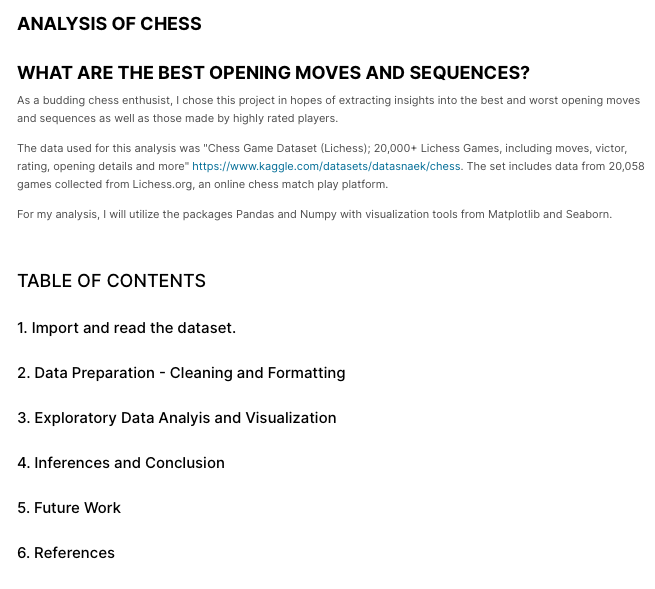 ANALYSIS OF CHESS
WHAT ARE THE BEST OPENING MOVES AND SEQUENCES?
As a budding chess enthusist, I chose this project in hopes of extracting insights into the best and worst opening moves
and sequences as well as those made by highly rated players.
The data used for this analysis was "Chess Game Dataset (Lichess); 20,000+ Lichess Games, including moves, victor,
rating, opening details and more" https://www.kaggle.com/datasets/datasnaek/chess. The set includes data from 20,058
games collected from Lichess.org, an online chess match play platform.
For my analysis, I will utilize the packages Pandas and Numpy with visualization tools from Matplotlib and Seaborn.
TABLE OF CONTENTS
1. Import and read the dataset.
2. Data Preparation - Cleaning and Formatting
3. Exploratory Data Analyis and Visualization
4. Inferences and Conclusion
5. Future Work
6. References